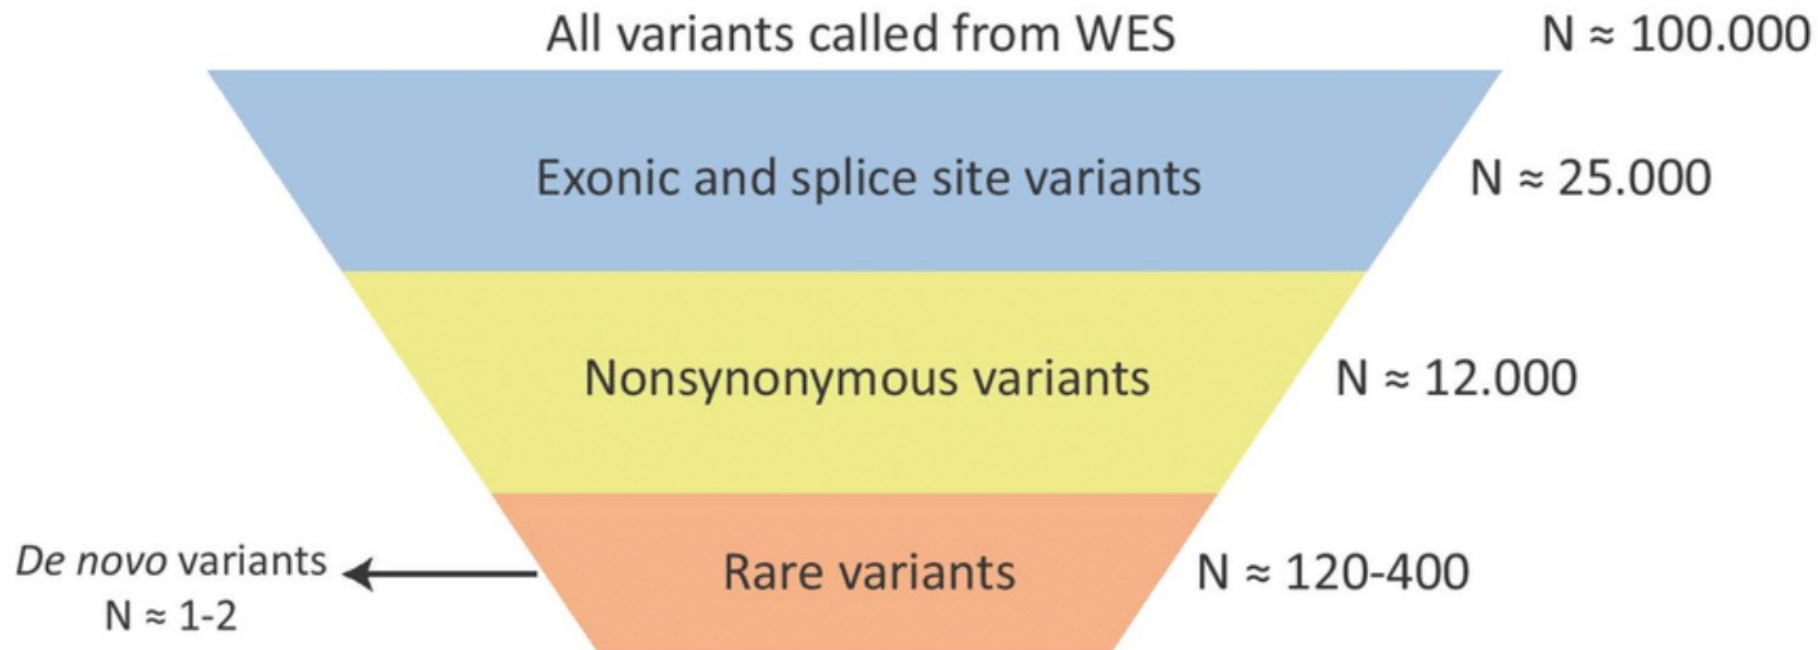 All variants called from WES N ≈ 100.000
Exonic and splice site variants N ≈ 25.000
Nonsynonymous variants N ≈ 12.000
De novo variants
N ≈ 1-2
Rare variants N ≈ 120-400